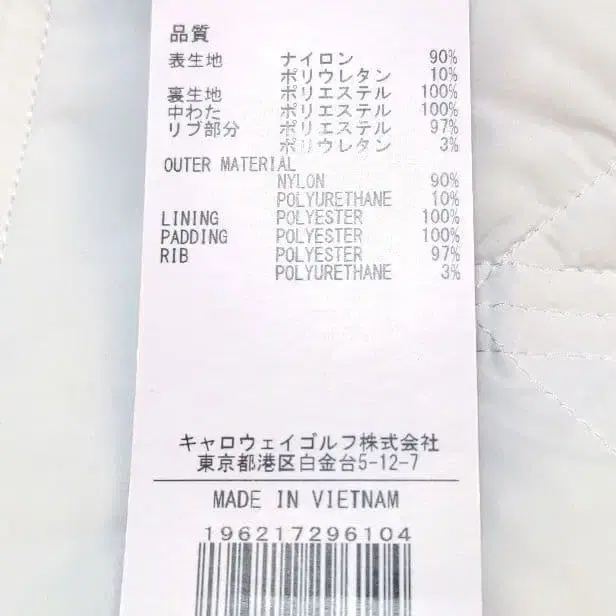 品質
表生地 ナイロン 90%
ポリウレタン 10%
裏生地 ポリエステル 100%
中わた ポリエステル 100%
リブ部分 ポリエステル 97%
ポリウレタン 3%
OUTER MATERIAL
NYLON 90%
POLYURETHANE 10%
LINING POLYESTER 100%
PADDING POLYESTER 100%
RIB POLYESTER 97%
POLYURETHANE 3%
キャロウェイゴルフ株式会社
東京都港区白金台5-12-7
MADE IN VIETNAM
196217296104